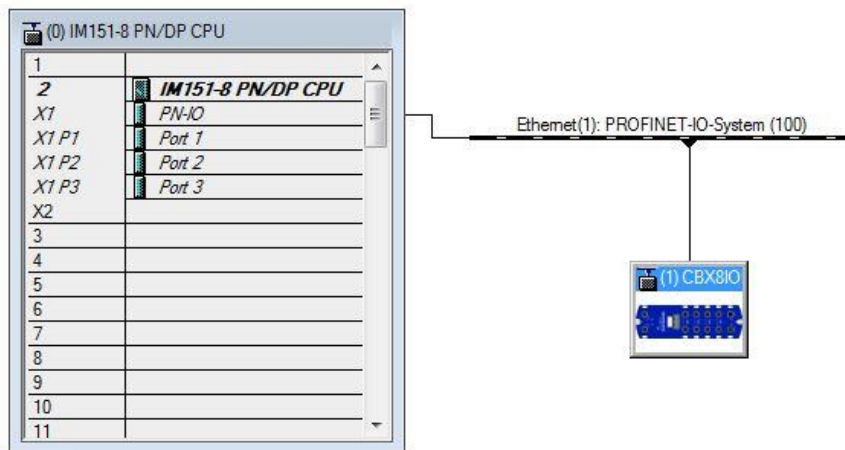 (0) IM151-8 PN/DP CPU
1
2 IM151-8 PN/DP CPU
X1 PN-IO
X1 P1 Port 1
X1 P2 Port 2
X1 P3 Port 3
X2
3
4
5
6
7
8
9
10
11
Ethernet(1): PROFINET-IO-System (100)
(1) CBX8IO